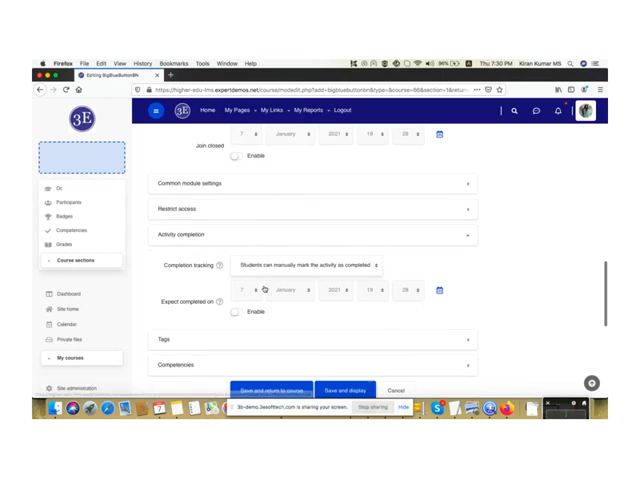 Firefox File Edit View History Bookmarks Tools Window Help 96% Thu 7:30 PM Kiran Kumar MS
Editing BigBlueButtonBN × +
https://higher-edu-lms.expertdemos.net/course/modedit.php?add=bigbluebuttonbn&type=&course=66&section=1&return
3E Home My Pages My Links My Reports Logout
3E
Join closed 7 January 2021 19 28
Enable
Common module settings
Restrict access
Activity completion
Completion tracking Students can manually mark the activity as completed
Expect completed on 7 January 2021 19 28
Enable
Tags
Competencies
Save and return to course Save and display Cancel
Participants
Badges
Competencies
Grades
Course sections
Dashboard
Site home
Calendar
Private files
My courses
Site administration
3b-demo.3esofttech.com is sharing your screen. Stop sharing Hide